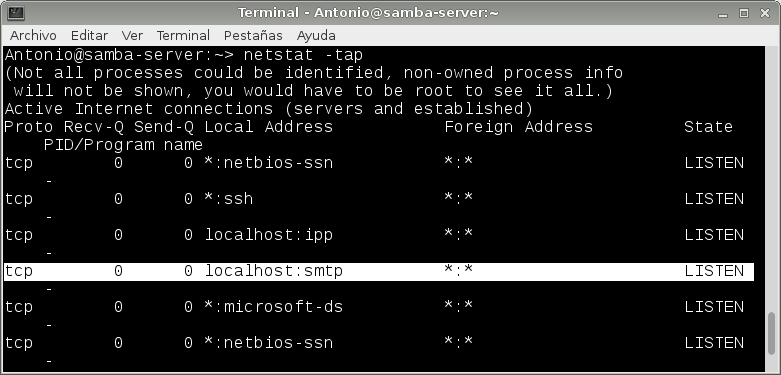 Terminal - Antonio@samba-server:~
Archivo Editar Ver Terminal Pestañas Ayuda
Antonio@samba-server:~> netstat -tap
(Not all processes could be identified, non-owned process info
 will not be shown, you would have to be root to see it all.)
Active Internet connections (servers and established)
Proto Recv-Q Send-Q Local Address           Foreign Address         State
    PID/Program name
tcp        0      0 *:netbios-ssn           *:*                     LISTEN
    -
tcp        0      0 *:ssh                   *:*                     LISTEN
    -
tcp        0      0 localhost:ipp           *:*                     LISTEN
    -
tcp        0      0 localhost:smtp          *:*                     LISTEN
    -
tcp        0      0 *:microsoft-ds          *:*                     LISTEN
    -
tcp        0      0 *:netbios-ssn           *:*                     LISTEN
    -